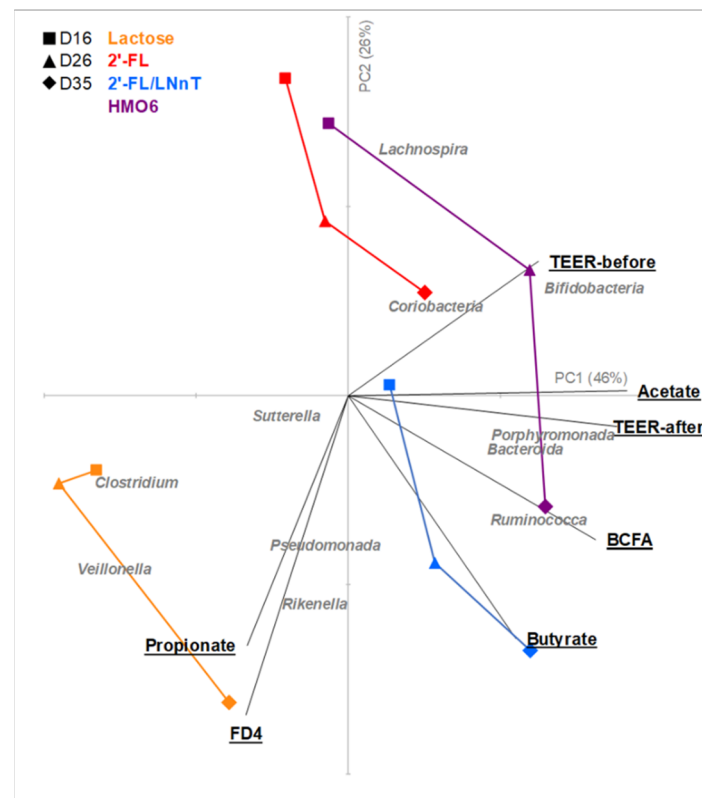 D16 Lactose
D26 2'-FL
D35 2'-FL/LNnT
HMO6
PC2 (26%)
Lachnospira
TEER-before
Bifidobacteria
Coriobacteria
PC1 (46%)
Acetate
Sutterella
TEER-after
Porphyromonada
Bacteroida
Clostridium
Ruminococca
BCFA
Pseudomonada
Veillonella
Rikenella
Butyrate
Propionate
FD4